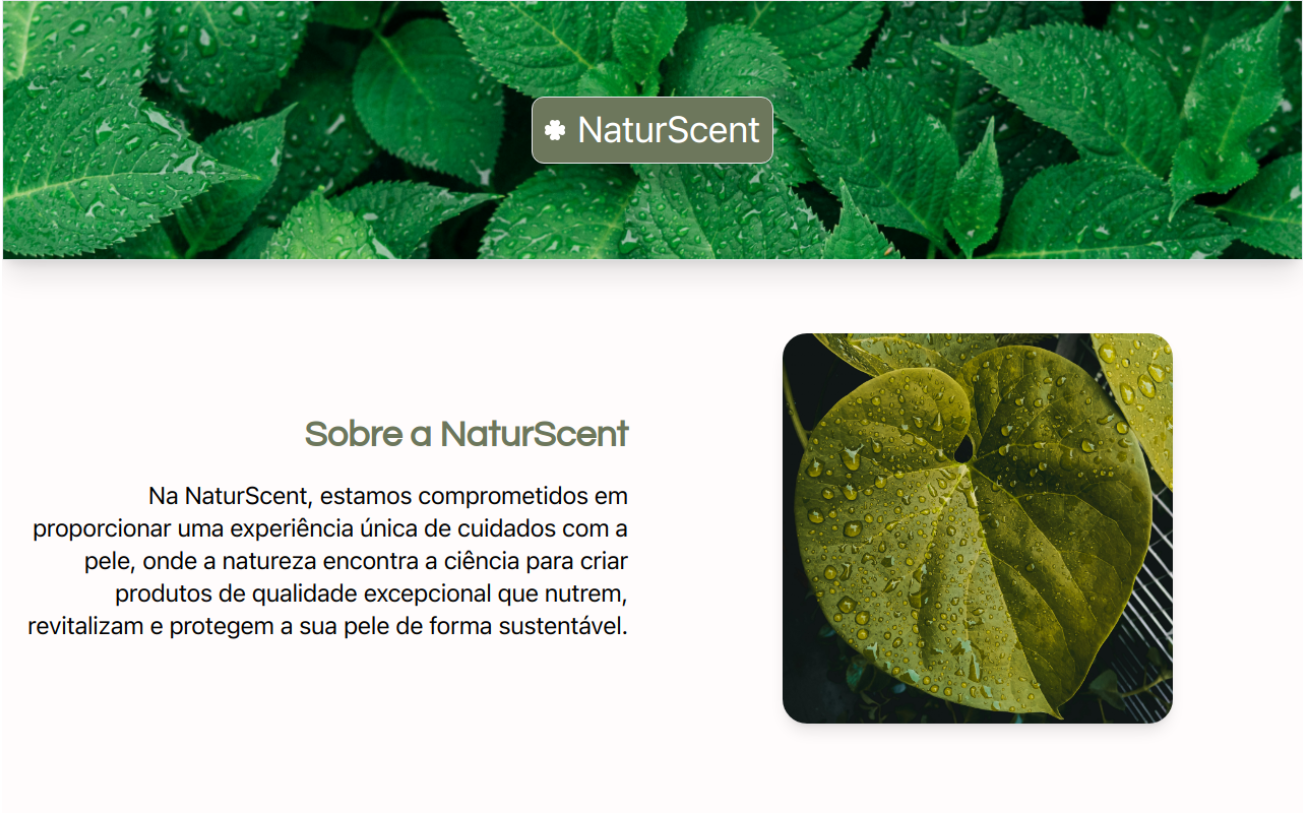 NaturScent
Sobre a NaturScent
Na NaturScent, estamos comprometidos em
proporcionar uma experiência única de cuidados com a
pele, onde a natureza encontra a ciência para criar
produtos de qualidade excepcional que nutrem,
revitalizam e protegem a sua pele de forma sustentável.